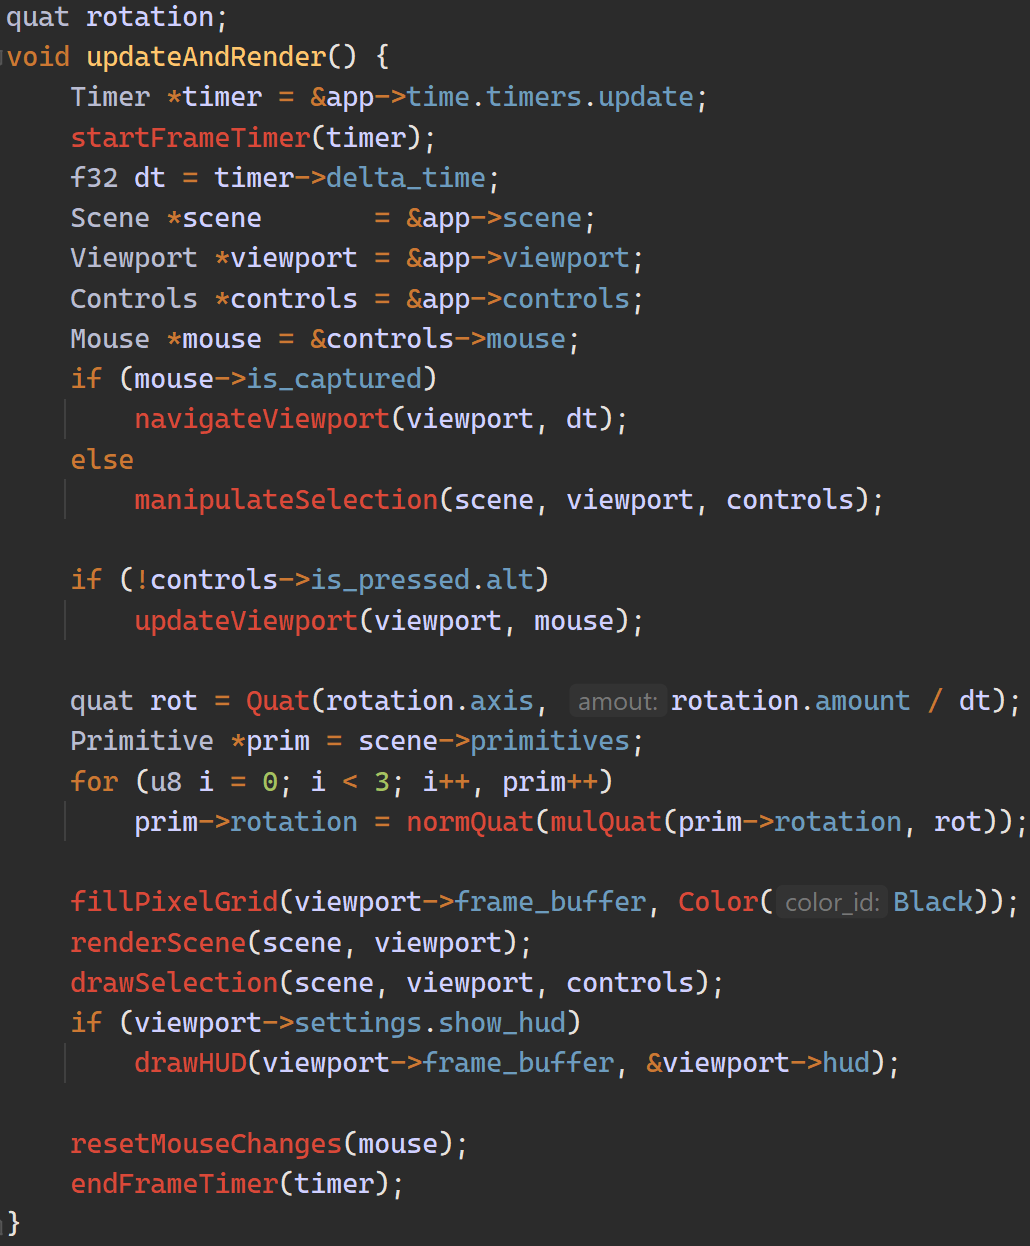 quat rotation;
void updateAndRender() {
    Timer *timer = &app->time.timers.update;
    startFrameTimer(timer);
    f32 dt = timer->delta_time;
    Scene *scene       = &app->scene;
    Viewport *viewport = &app->viewport;
    Controls *controls = &app->controls;
    Mouse *mouse = &controls->mouse;
    if (mouse->is_captured)
        navigateViewport(viewport, dt);
    else
        manipulateSelection(scene, viewport, controls);

    if (!controls->is_pressed.alt)
        updateViewport(viewport, mouse);

    quat rot = Quat(rotation.axis, amout: rotation.amount / dt);
    Primitive *prim = scene->primitives;
    for (u8 i = 0; i < 3; i++, prim++)
        prim->rotation = normQuat(mulQuat(prim->rotation, rot));

    fillPixelGrid(viewport->frame_buffer, Color(color_id: Black));
    renderScene(scene, viewport);
    drawSelection(scene, viewport, controls);
    if (viewport->settings.show_hud)
        drawHUD(viewport->frame_buffer, &viewport->hud);

    resetMouseChanges(mouse);
    endFrameTimer(timer);
}